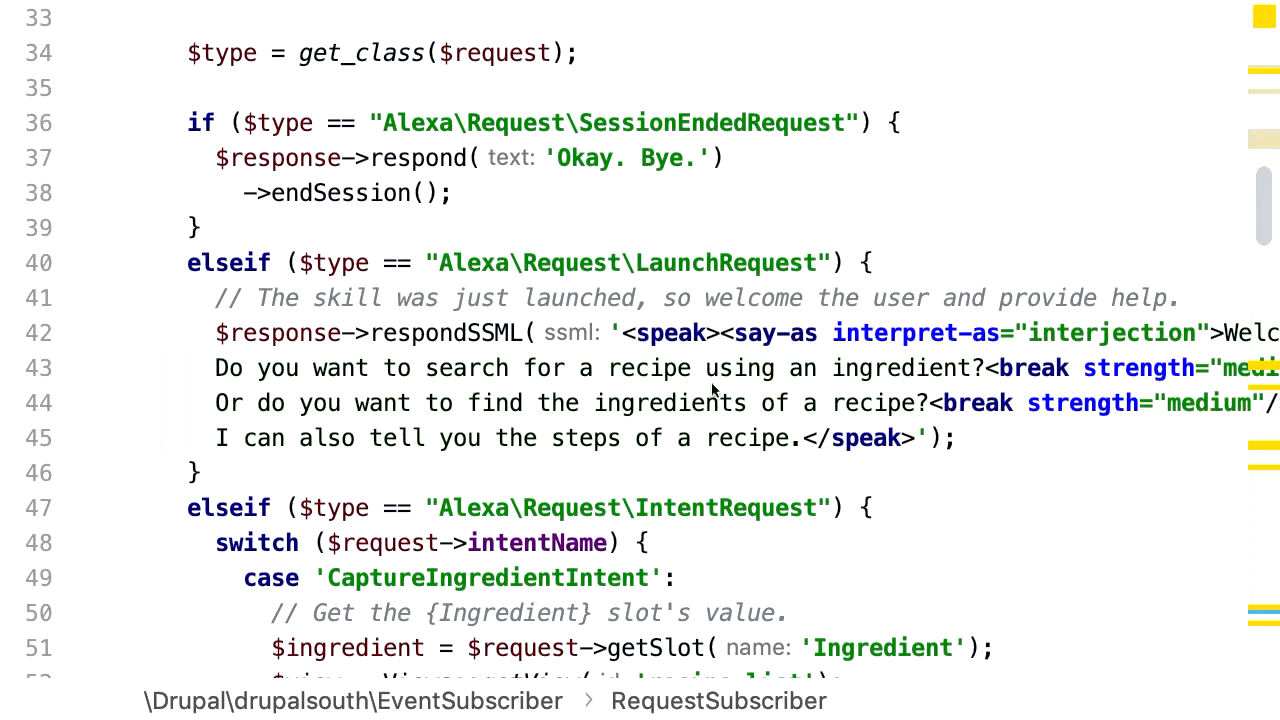 33
34 $type = get_class($request);
35
36 if ($type == "Alexa\Request\SessionEndedRequest") {
37 $response->respond( text: 'Okay. Bye.')
38 ->endSession();
39 }
40 elseif ($type == "Alexa\Request\LaunchRequest") {
41 // The skill was just launched, so welcome the user and provide help.
42 $response->respondSSML( ssml: '<speak><say-as interpret-as="interjection">Welc
43 Do you want to search for a recipe using an ingredient?<break strength="medi
44 Or do you want to find the ingredients of a recipe?<break strength="medium"/
45 I can also tell you the steps of a recipe.</speak>');
46 }
47 elseif ($type == "Alexa\Request\IntentRequest") {
48 switch ($request->intentName) {
49 case 'CaptureIngredientIntent':
50 // Get the {Ingredient} slot's value.
51 $ingredient = $request->getSlot( name: 'Ingredient');
\Drupal\drupalsouth\EventSubscriber > RequestSubscriber